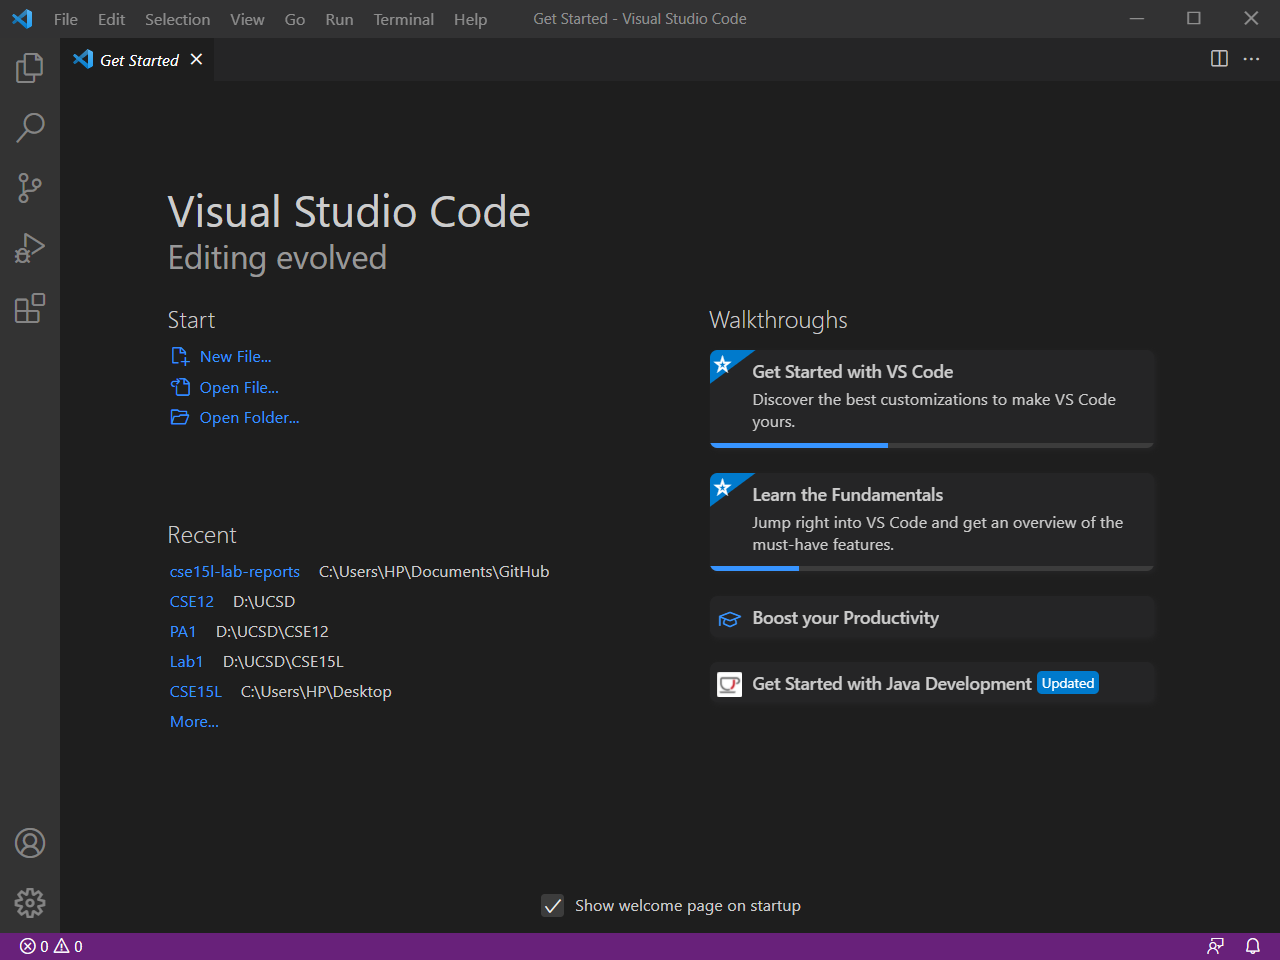 File Edit Selection View Go Run Terminal Help Get Started - Visual Studio Code
Get Started
Visual Studio Code
Editing evolved
Start
New File...
Open File...
Open Folder...
Recent
cse15l-lab-reports C:\Users\HP\Documents\GitHub
CSE12 D:\UCSD
PA1 D:\UCSD\CSE12
Lab1 D:\UCSD\CSE15L
CSE15L C:\Users\HP\Desktop
More...
Walkthroughs
Get Started with VS Code
Discover the best customizations to make VS Code
yours.
Learn the Fundamentals
Jump right into VS Code and get an overview of the
must-have features.
Boost your Productivity
Get Started with Java Development Updated
Show welcome page on startup
0 0